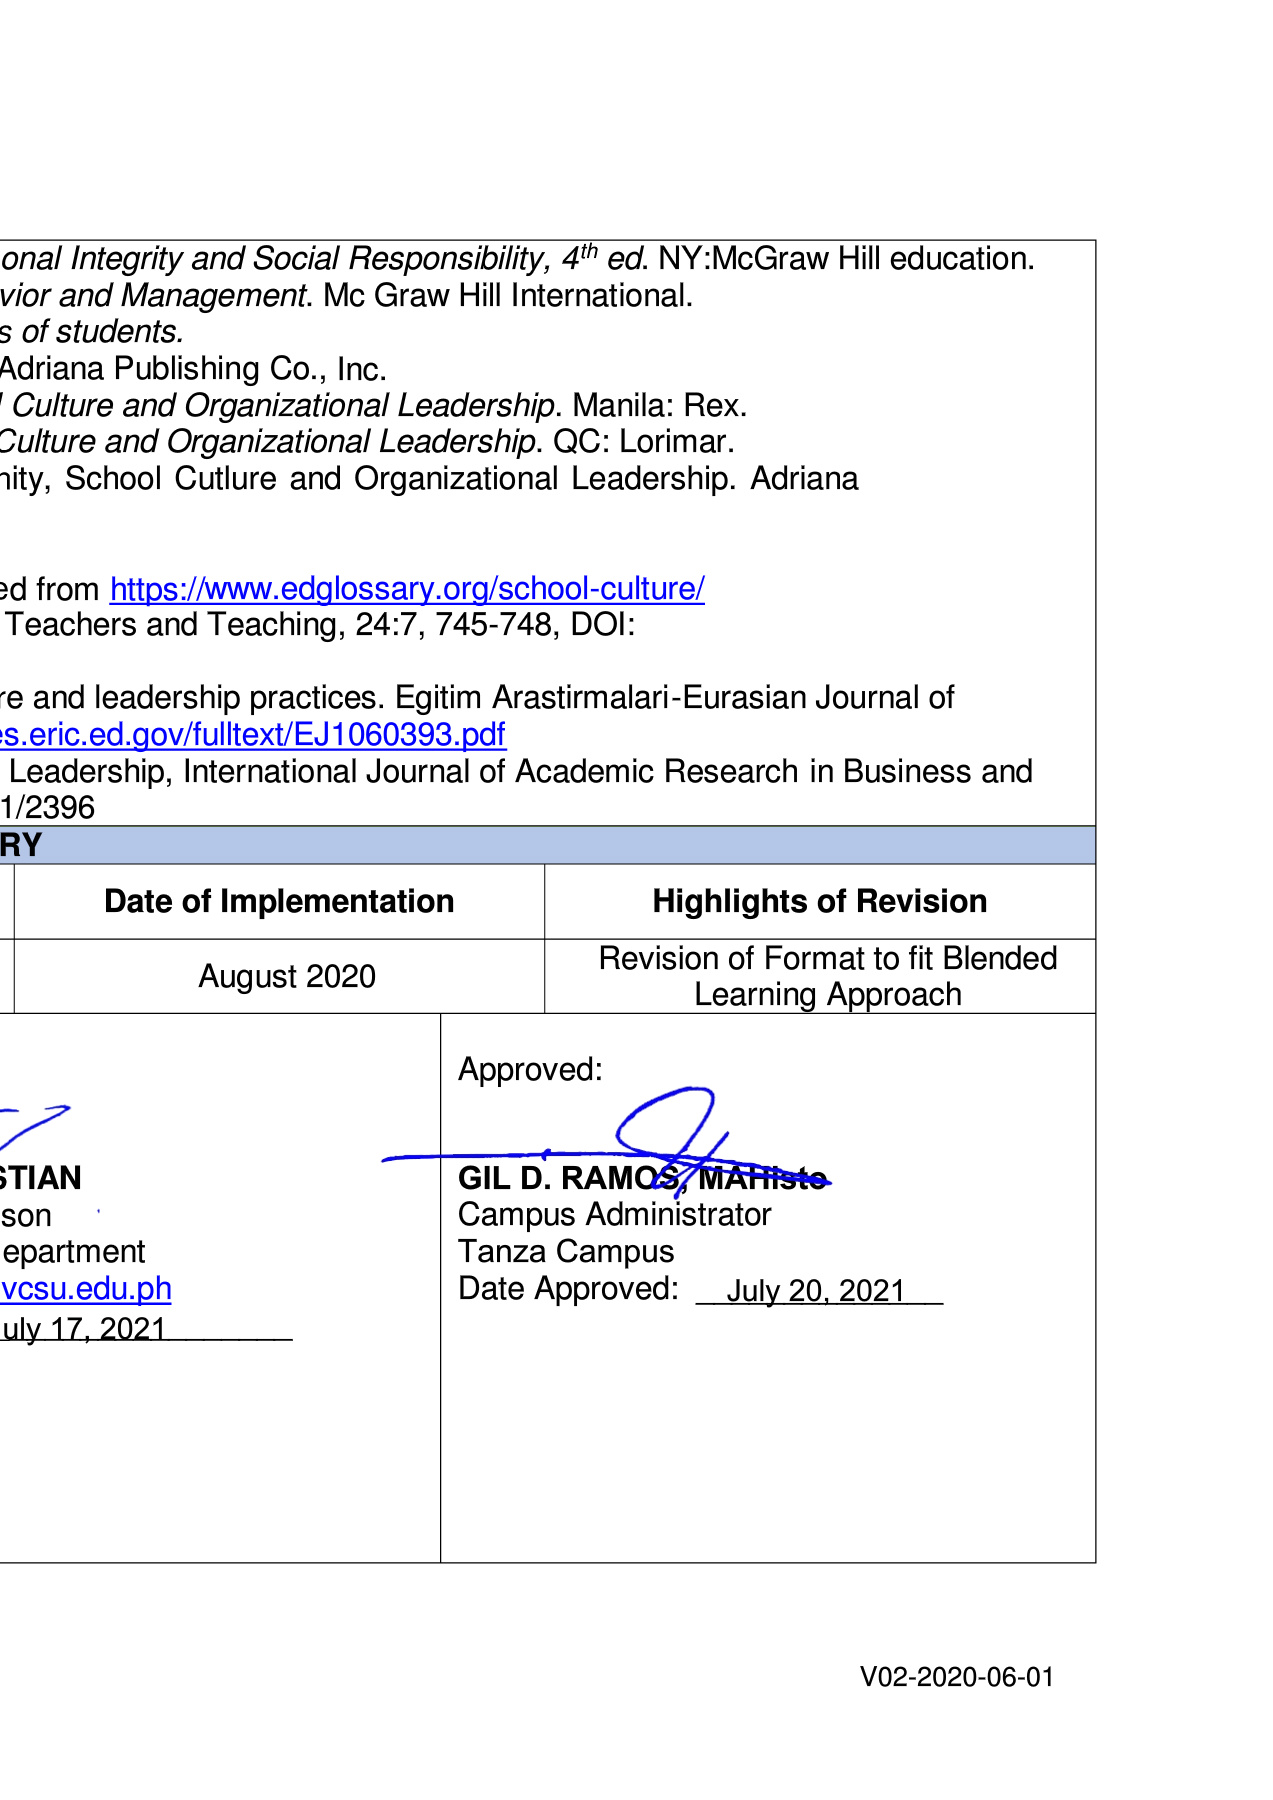 onal Integrity and Social Responsibility, 4th ed. NY:McGraw Hill education.
vior and Management. Mc Graw Hill International.
s of students.
Adriana Publishing Co., Inc.
l Culture and Organizational Leadership. Manila: Rex.
Culture and Organizational Leadership. QC: Lorimar.
nity, School Cutlure and Organizational Leadership. Adriana
ed from https://www.edglossary.org/school-culture/
Teachers and Teaching, 24:7, 745-748, DOI:
re and leadership practices. Egitim Arastirmalari-Eurasian Journal of
es.eric.ed.gov/fulltext/EJ1060393.pdf
Leadership, International Journal of Academic Research in Business and
1/2396
RY
Date of Implementation
Highlights of Revision
August 2020
Revision of Format to fit Blended
Learning Approach
STIAN
son
epartment
vcsu.edu.ph
uly 17, 2021
Approved:
GIL D. RAMOS, MAHisto
Campus Administrator
Tanza Campus
Date Approved: July 20, 2021
V02-2020-06-01